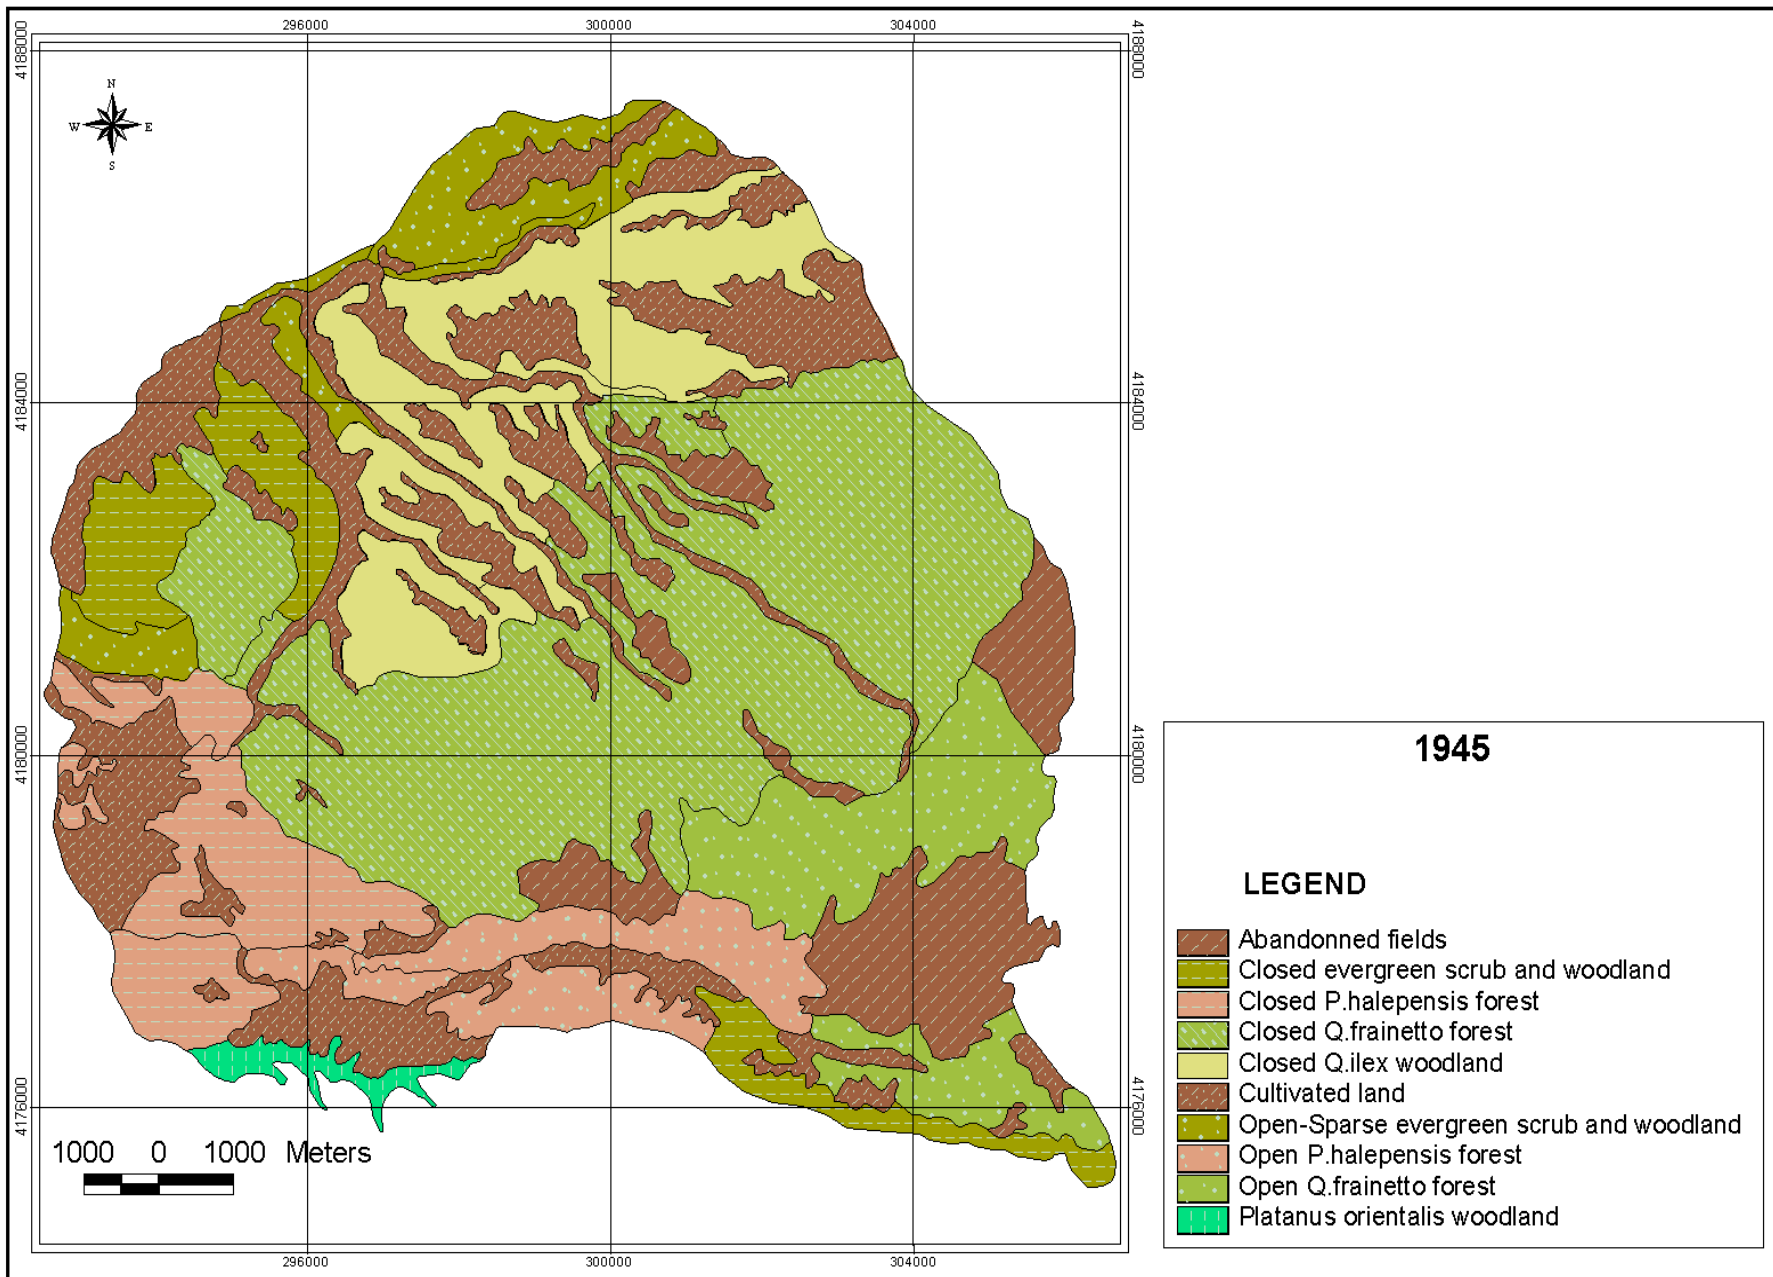 296000 300000 304000
4188000 4188000
N
W E
S
4184000 4184000
4180000 4180000
1945
LEGEND
Abandonned fields
Closed evergreen scrub and woodland
Closed P.halepensis forest
Closed Q.frainetto forest
Closed Q.ilex woodland
Cultivated land
Open-Sparse evergreen scrub and woodland
Open P.halepensis forest
Open Q.frainetto forest
Platanus orientalis woodland
4176000 4176000
1000 0 1000 Meters
296000 300000 304000